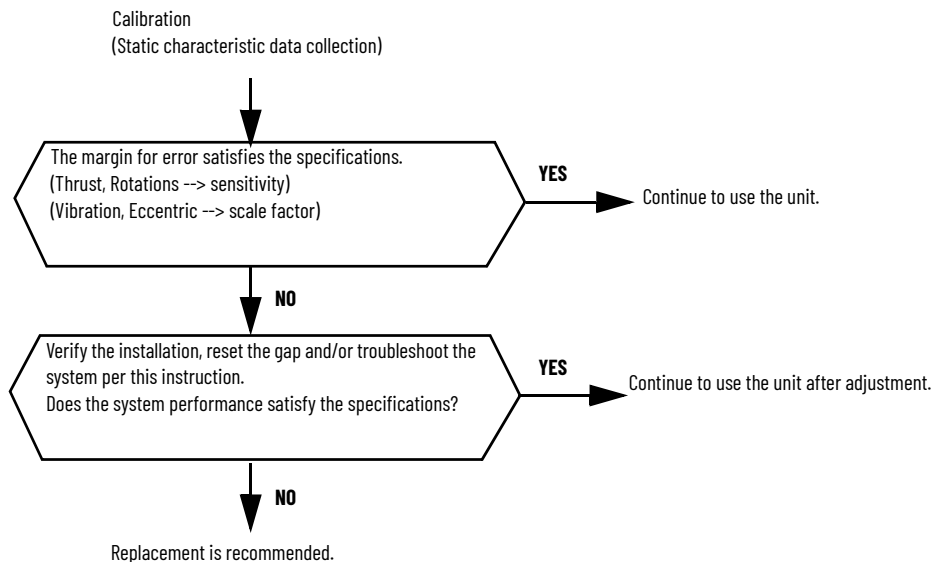 Calibration
(Static characteristic data collection)
The margin for error satisfies the specifications.
(Thrust, Rotations --> sensitivity)
(Vibration, Eccentric --> scale factor)
YES
Continue to use the unit.
NO
Verify the installation, reset the gap and/or troubleshoot the
system per this instruction.
Does the system performance satisfy the specifications?
YES
Continue to use the unit after adjustment.
NO
Replacement is recommended.